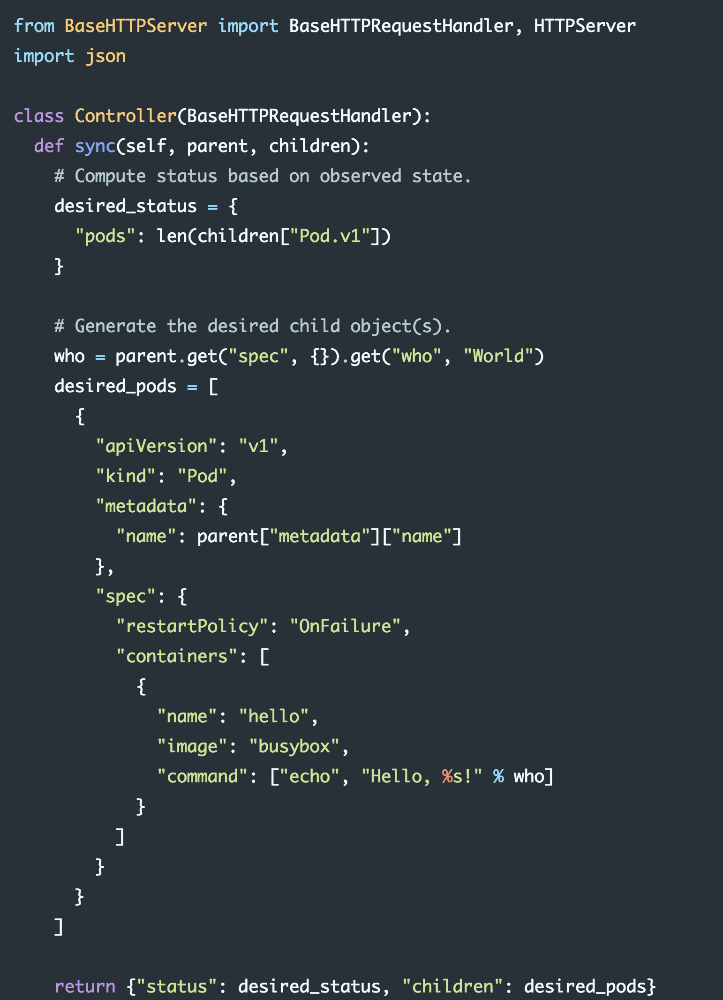 from BaseHTTPServer import BaseHTTPRequestHandler, HTTPServer
import json

class Controller(BaseHTTPRequestHandler):
  def sync(self, parent, children):
    # Compute status based on observed state.
    desired_status = {
      "pods": len(children["Pod.v1"])
    }

    # Generate the desired child object(s).
    who = parent.get("spec", {}).get("who", "World")
    desired_pods = [
      {
        "apiVersion": "v1",
        "kind": "Pod",
        "metadata": {
          "name": parent["metadata"]["name"]
        },
        "spec": {
          "restartPolicy": "OnFailure",
          "containers": [
            {
              "name": "hello",
              "image": "busybox",
              "command": ["echo", "Hello, %s!" % who]
            }
          ]
        }
      }
    ]

    return {"status": desired_status, "children": desired_pods}